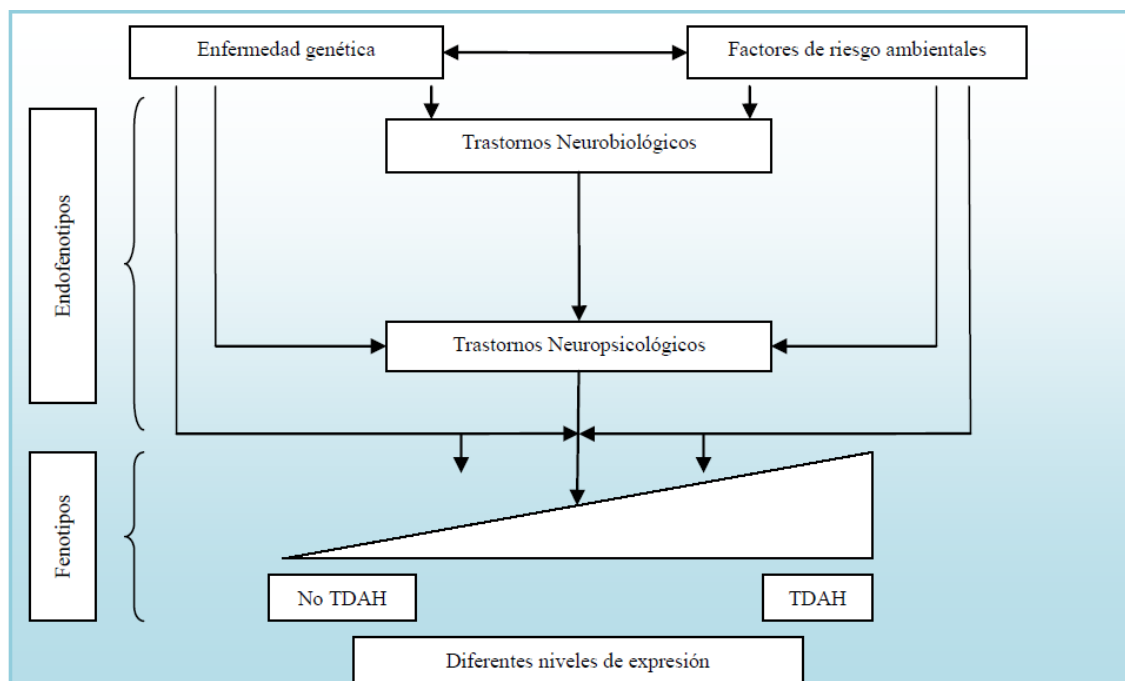 Enfermedad genética
Factores de riesgo ambientales
Trastornos Neurobiológicos
Endofenotipos
Trastornos Neuropsicológicos
Fenotipos
No TDAH
TDAH
Diferentes niveles de expresión